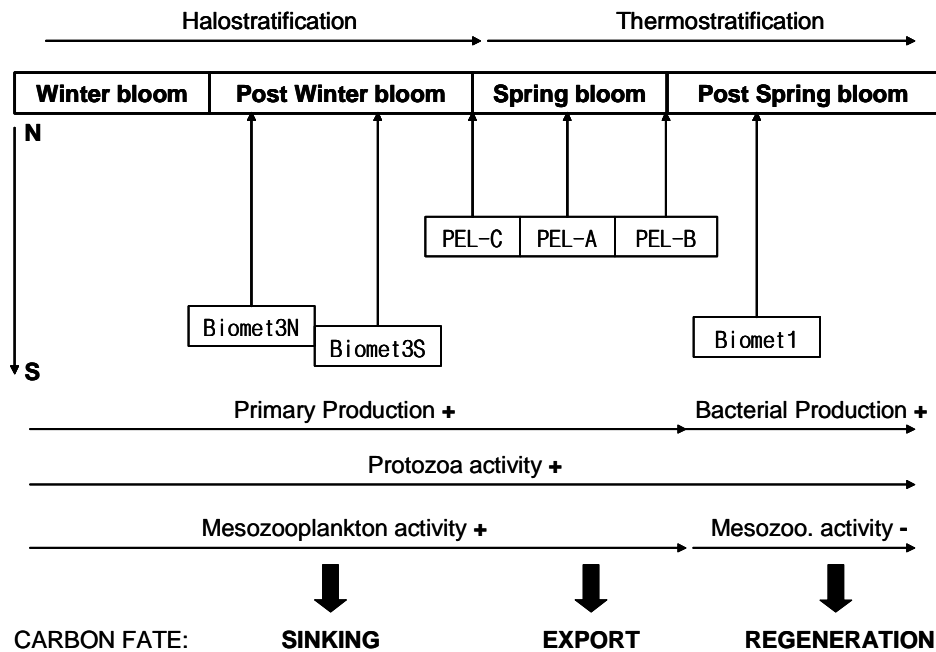 Halostratification Thermostratification
Winter bloom Post Winter bloom Spring bloom Post Spring bloom
N
PEL-C PEL-A PEL-B
Biomet3N
Biomet3S
Biomet1
S
Primary Production + Bacterial Production +
Protozoa activity +
Mesozooplankton activity + Mesozoo. activity -
CARBON FATE: SINKING EXPORT REGENERATION